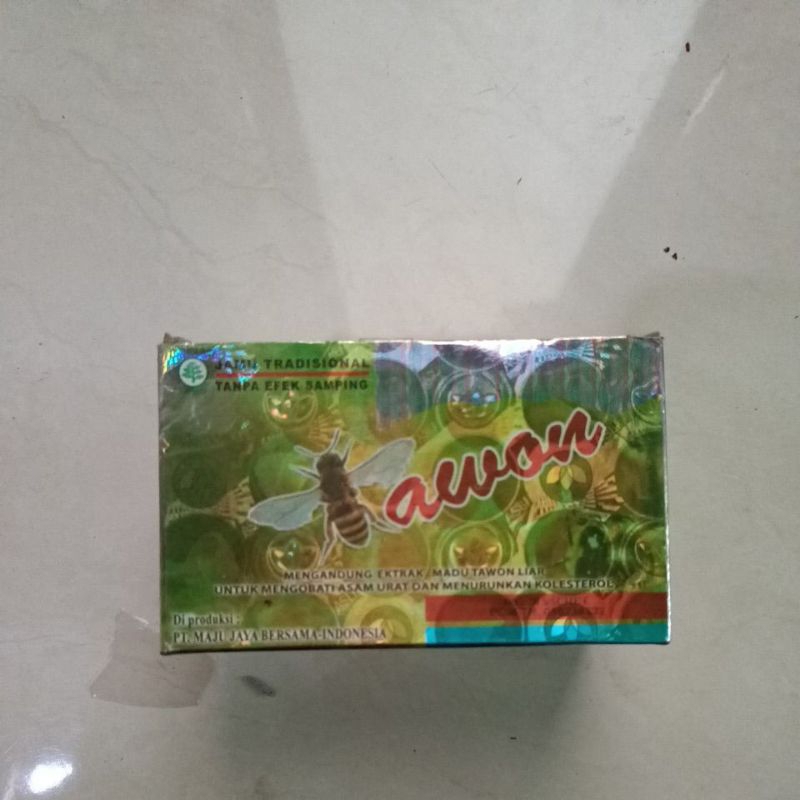 JAMU TRADISIONAL
TANPA EFEK SAMPING
awon
MENGANDUNG EKTRAK MADU TAWON LIAR
UNTUK MENGOBATI ASAM URAT DAN MENURUNKAN KOLESTEROL
Di produksi :
PT. MAJU JAYA BERSAMA-INDONESIA